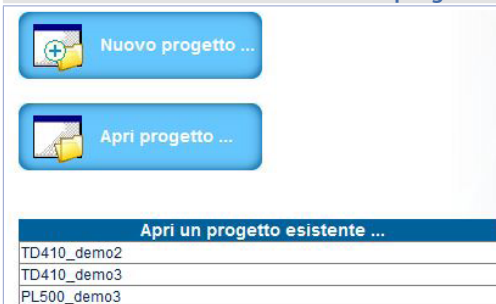 Nuovo progetto ...
Apri progetto ...
Apri un progetto esistente ...
TD410_demo2
TD410_demo3
PL500_demo3